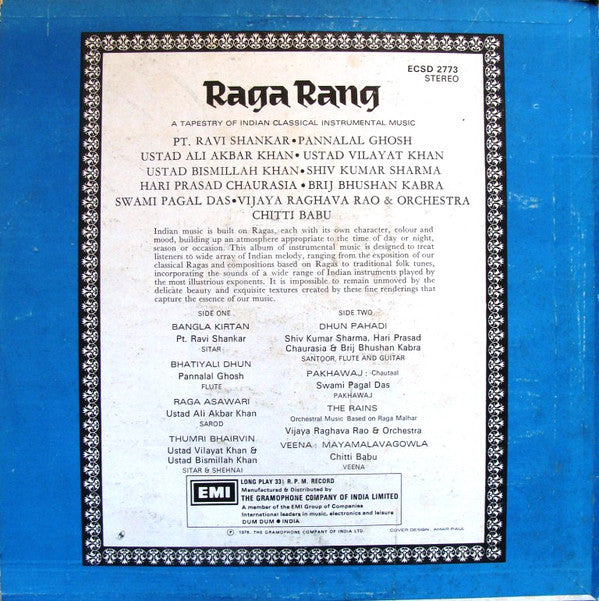 ECSD 2773
STEREO
Raga Rang
A TAPESTRY OF INDIAN CLASSICAL INSTRUMENTAL MUSIC
PT. RAVI SHANKAR • PANNALAL GHOSH
USTAD ALI AKBAR KHAN • USTAD VILAYAT KHAN
USTAD BISMILLAH KHAN • SHIV KUMAR SHARMA
HARI PRASAD CHAURASIA • BRIJ BHUSHAN KABRA
SWAMI PAGAL DAS • VIJAYA RAGHAVA RAO & ORCHESTRA
CHITTI BABU
Indian music is built on Ragas, each with its own character, colour and
mood, building up an atmosphere appropriate to the time of day or night,
season or occasion. This album of instrumental music is designed to treat
listeners to wide array of Indian melody, ranging from the exposition of our
classical Ragas and compositions based on Ragas to traditional folk tunes,
incorporating the sounds of a wide range of Indian instruments played by
the most illustrious exponents. It is impossible to remain unmoved by the
delicate beauty and exquisite textures created by these fine renderings that
capture the essence of our music.
SIDE ONE
BANGLA KIRTAN
Pt. Ravi Shankar
SITAR
BHATIYALI DHUN
Pannalal Ghosh
FLUTE
RAGA ASAWARI
Ustad Ali Akbar Khan
SAROD
THUMRI BHAIRVIN
Ustad Vilayat Khan &
Ustad Bismillah Khan
SITAR & SHEHNAI
SIDE TWO
DHUN PAHADI
Shiv Kumar Sharma, Hari Prasad
Chaurasia & Brij Bhushan Kabra
SANTOOR, FLUTE AND GUITAR
PAKHAWAJ : -Chautaal
Swami Pagal Das
PAKHAWAJ
THE RAINS
Orchestral Music Based on Raga Malhar
Vijaya Raghava Rao & Orchestra
VEENA : MAYAMALAVAGOWLA
Chitti Babu
VEENA
EMI
LONG PLAY 33⅓ R. P. M. RECORD
Manufactured & Distributed by
THE GRAMOPHONE COMPANY OF INDIA LIMITED
A member of the EMI Group of Companies
International leaders in music, electronics and leisure
DUM DUM • INDIA
℗ 1976, THE GRAMOPHONE COMPANY OF INDIA LTD.
COVER DESIGN : AMAR PAUL